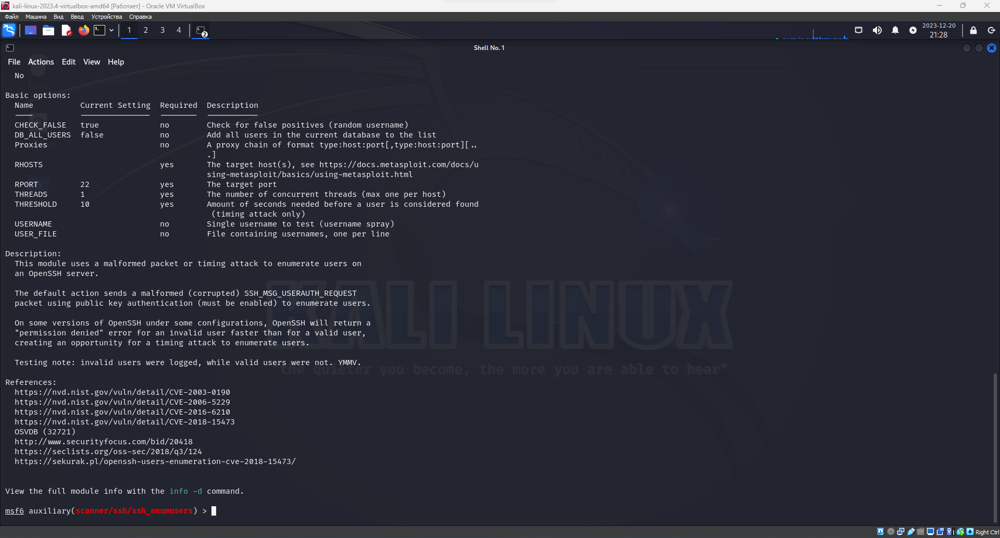 kali-linux-2023.4-virtualbox-amd64 [Работает] - Oracle VM VirtualBox
Файл Машина Вид Ввод Устройства Справка
1 2 3 4 2
2023-12-20
21:28
Shell No. 1
File Actions Edit View Help
No
Trash
Basic options:
Name Current Setting Required Description
CHECK_FALSE true no Check for false positives (random username)
DB_ALL_USERS false no Add all users in the current database to the list
Proxies no A proxy chain of format type:host:port[,type:host:port][..
.]
RHOSTS yes The target host(s), see https://docs.metasploit.com/docs/u
sing-metasploit/basics/using-metasploit.html
RPORT 22 yes The target port
THREADS 1 yes The number of concurrent threads (max one per host)
THRESHOLD 10 yes Amount of seconds needed before a user is considered found
(timing attack only)
USERNAME no Single username to test (username spray)
USER_FILE no File containing usernames, one per line
Description:
This module uses a malformed packet or timing attack to enumerate users on
an OpenSSH server.
The default action sends a malformed (corrupted) SSH_MSG_USERAUTH_REQUEST
packet using public key authentication (must be enabled) to enumerate users.
On some versions of OpenSSH under some configurations, OpenSSH will return a
"permission denied" error for an invalid user faster than for a valid user,
creating an opportunity for a timing attack to enumerate users.
Testing note: invalid users were logged, while valid users were not. YMMV.
KALI LINUX
"the quieter you become, the more you are able to hear"
References:
https://nvd.nist.gov/vuln/detail/CVE-2003-0190
https://nvd.nist.gov/vuln/detail/CVE-2006-5229
https://nvd.nist.gov/vuln/detail/CVE-2016-6210
https://nvd.nist.gov/vuln/detail/CVE-2018-15473
OSVDB (32721)
http://www.securityfocus.com/bid/20418
https://seclists.org/oss-sec/2018/q3/124
https://sekurak.pl/openssh-users-enumeration-cve-2018-15473/
View the full module info with the info -d command.
msf6 auxiliary(scanner/ssh/ssh_enumusers) >
Right Ctrl